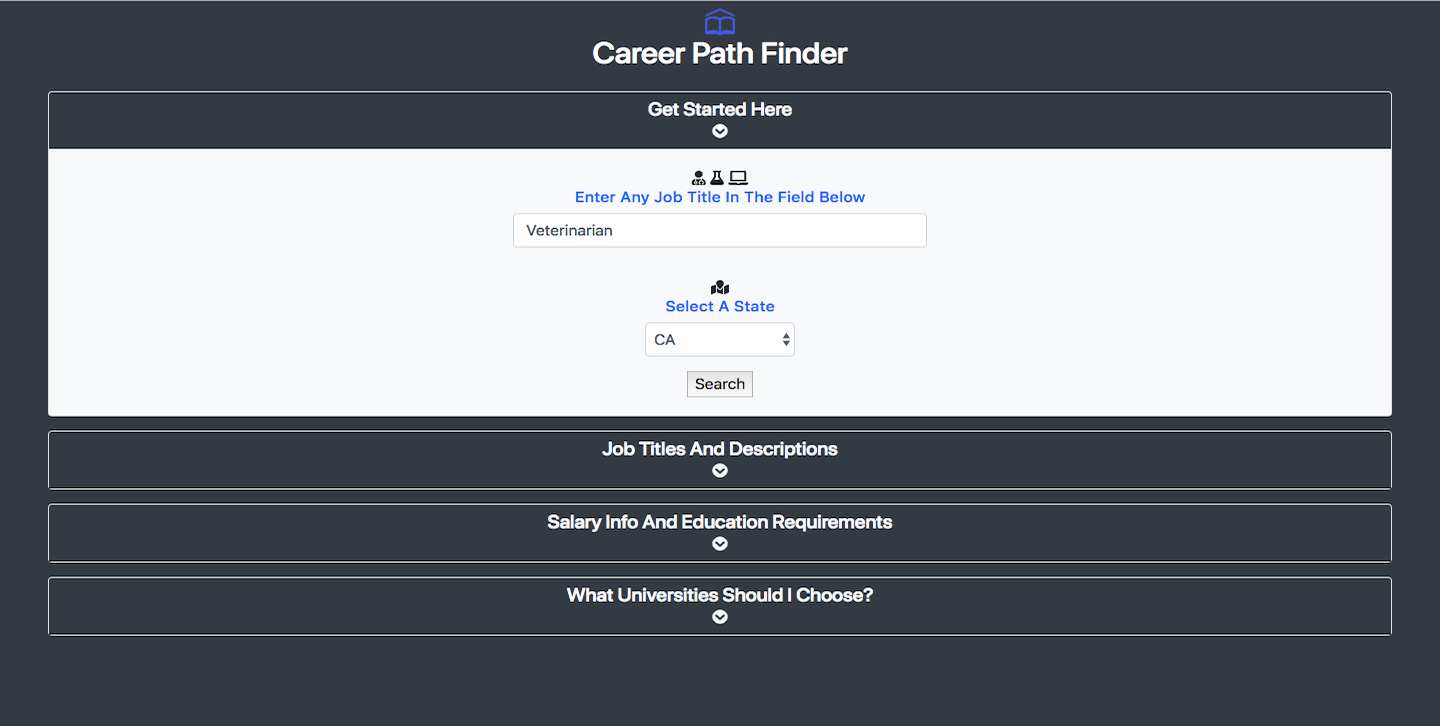 Career Path Finder
Get Started Here
Enter Any Job Title In The Field Below
Veterinarian
Select A State
CA
Search
Job Titles And Descriptions
Salary Info And Education Requirements
What Universities Should I Choose?